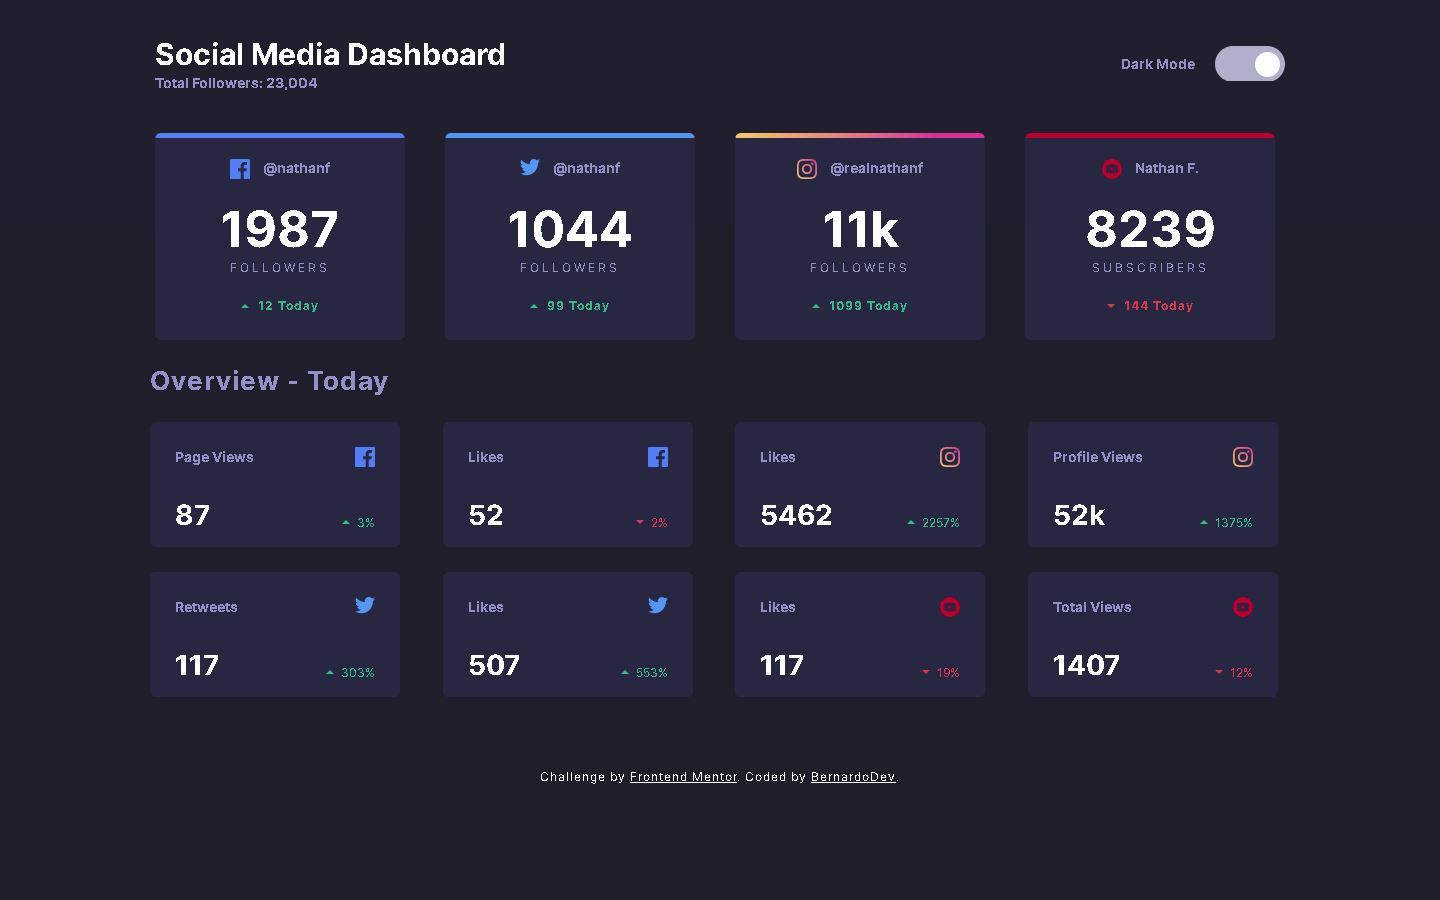 Social Media Dashboard
Total Followers: 23,004
Dark Mode
@nathanf
1987
FOLLOWERS
12 Today
@nathanf
1044
FOLLOWERS
99 Today
@realnathanf
11k
FOLLOWERS
1099 Today
Nathan F.
8239
SUBSCRIBERS
144 Today
Overview - Today
Page Views
87
3%
Likes
52
2%
Likes
5462
2257%
Profile Views
52k
1375%
Retweets
117
303%
Likes
507
553%
Likes
117
19%
Total Views
1407
12%
Challenge by Frontend Mentor. Coded by BernardoDev.